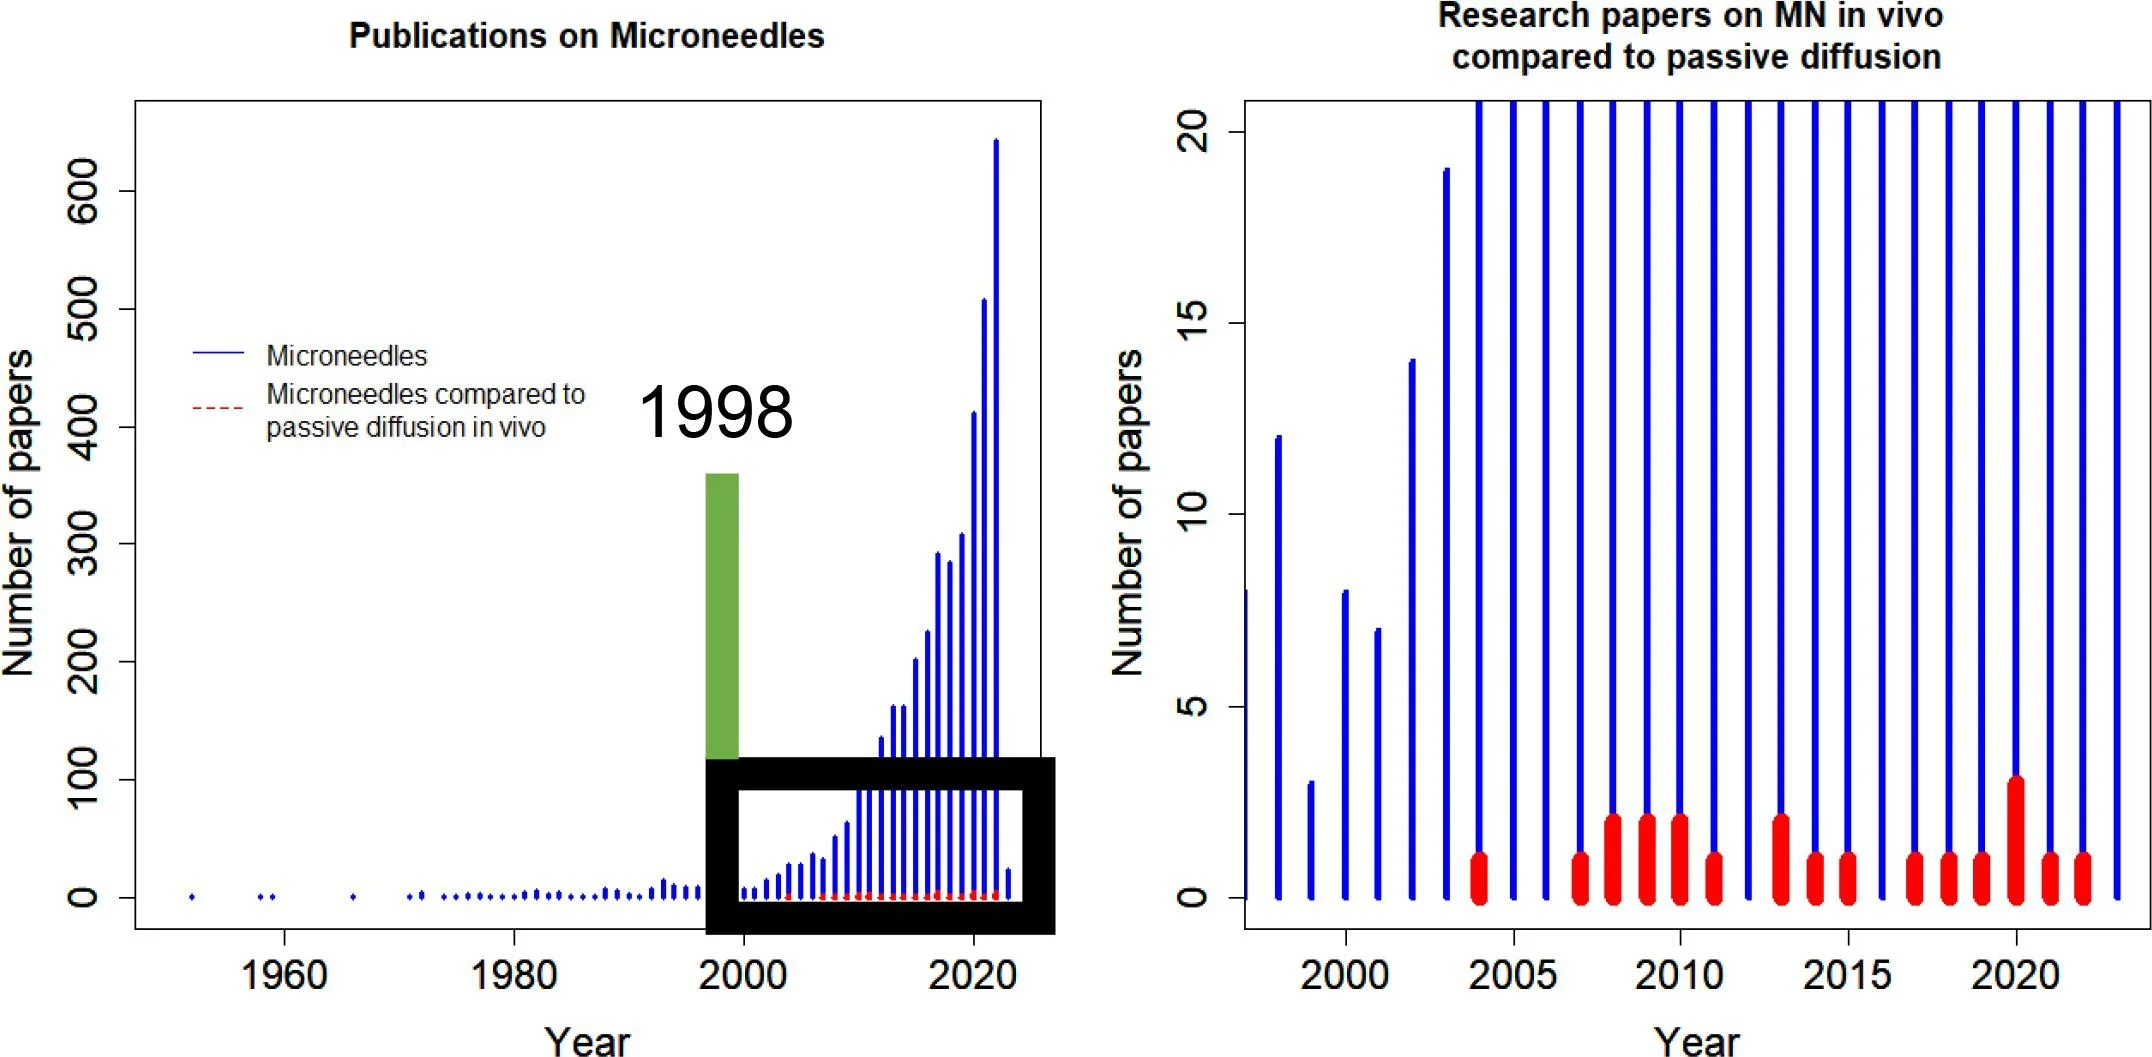 Publications on Microneedles
Number of papers
600
500
400
300
200
100
0
Microneedles
Microneedles compared to
passive diffusion in vivo
1998
1960 1980 2000 2020
Year
Research papers on MN in vivo
compared to passive diffusion
Number of papers
20
15
10
5
0
2000 2005 2010 2015 2020
Year